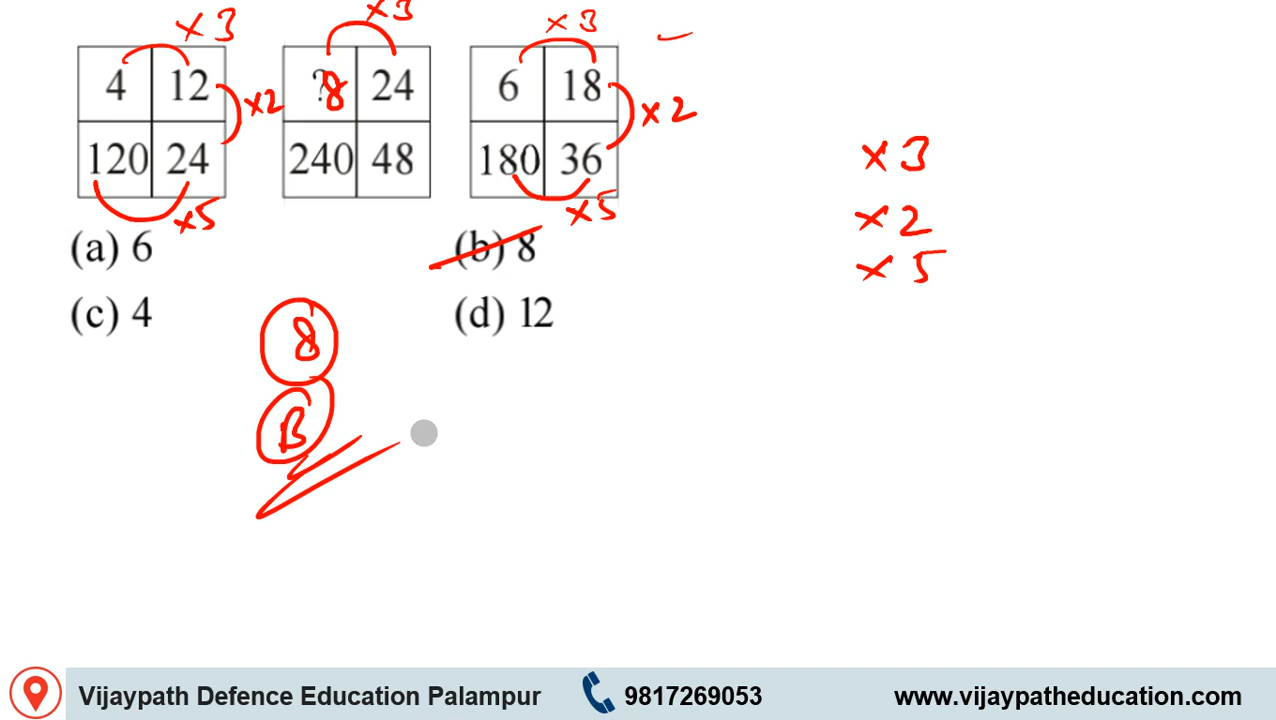 ×3 ×3 ×3
4 12 ×2 ?8 24 6 18 ×2
120 24 240 48 180 36
×5 ×5
×3
×2
×5
(a) 6 (b) 8
(c) 4 (d) 12
8
B
Vijaypath Defence Education Palampur 9817269053 www.vijaypatheducation.com